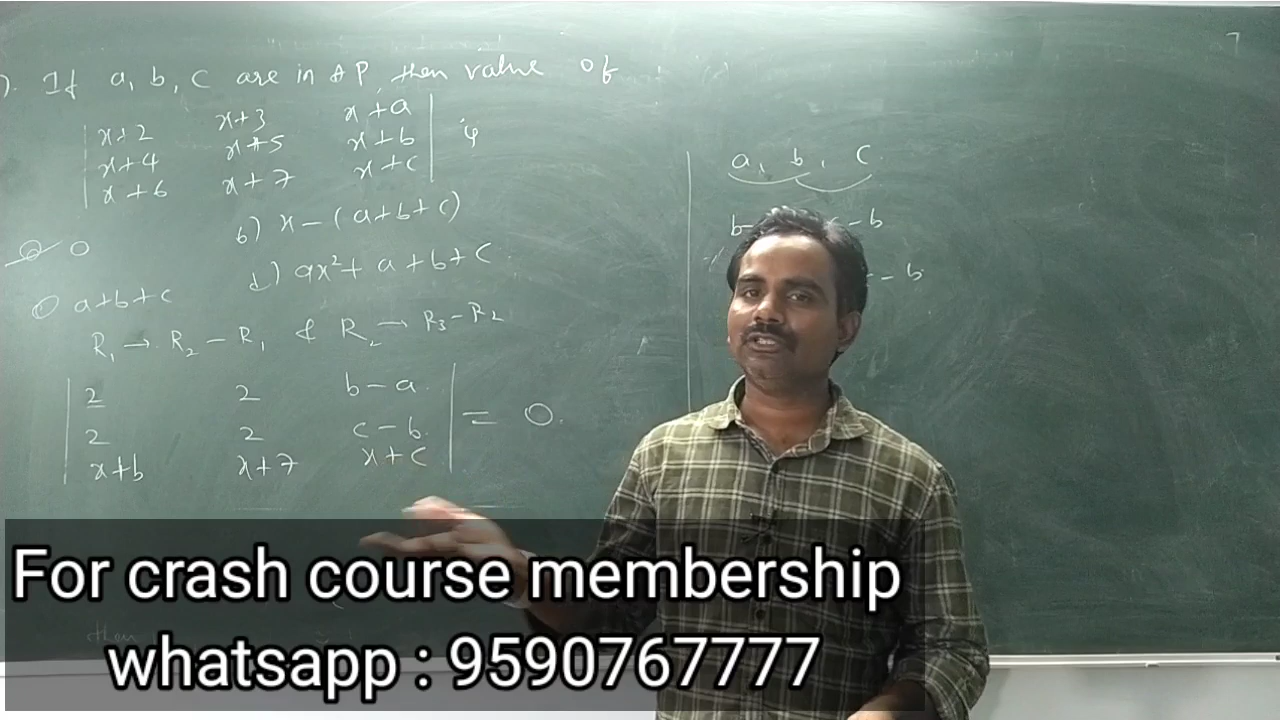 ). If a, b, c are in AP, then value of
| x+2 x+3 x+a |
| x+4 x+5 x+b | is
| x+6 x+7 x+c |
a) 0 b) x-(a+b+c)
c) a+b+c d) ax²+a+b+c
R₁ → R₂-R₁ & R₂ → R₃-R₂
| 2 2 b-a |
| 2 2 c-b | = 0.
| x+6 x+7 x+c |
a, b, c
b- -b
- b
For crash course membership
whatsapp : 9590767777